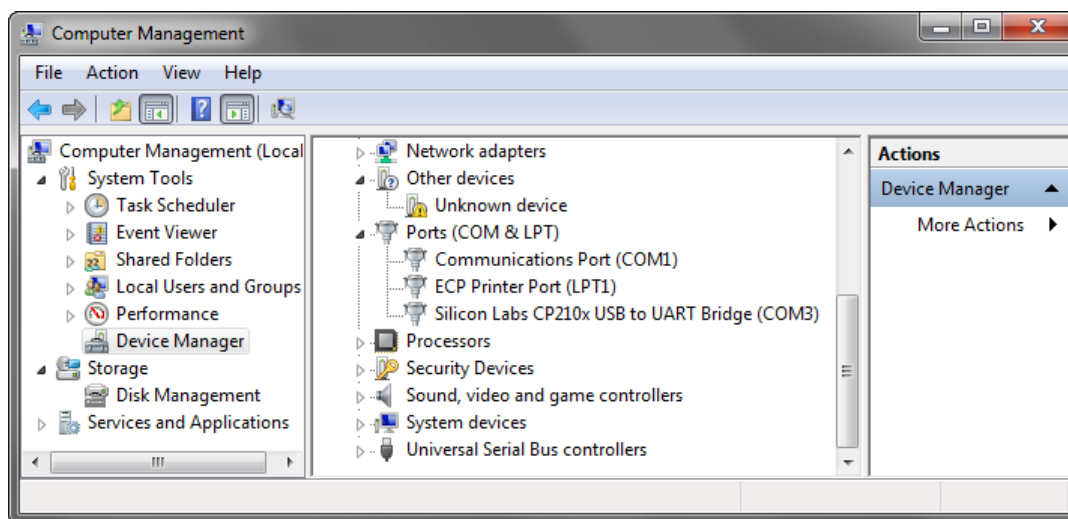 Computer Management
File Action View Help
Computer Management (Local
System Tools
Task Scheduler
Event Viewer
Shared Folders
Local Users and Groups
Performance
Device Manager
Storage
Disk Management
Services and Applications
Network adapters
Other devices
Unknown device
Ports (COM & LPT)
Communications Port (COM1)
ECP Printer Port (LPT1)
Silicon Labs CP210x USB to UART Bridge (COM3)
Processors
Security Devices
Sound, video and game controllers
System devices
Universal Serial Bus controllers
Actions
Device Manager
More Actions